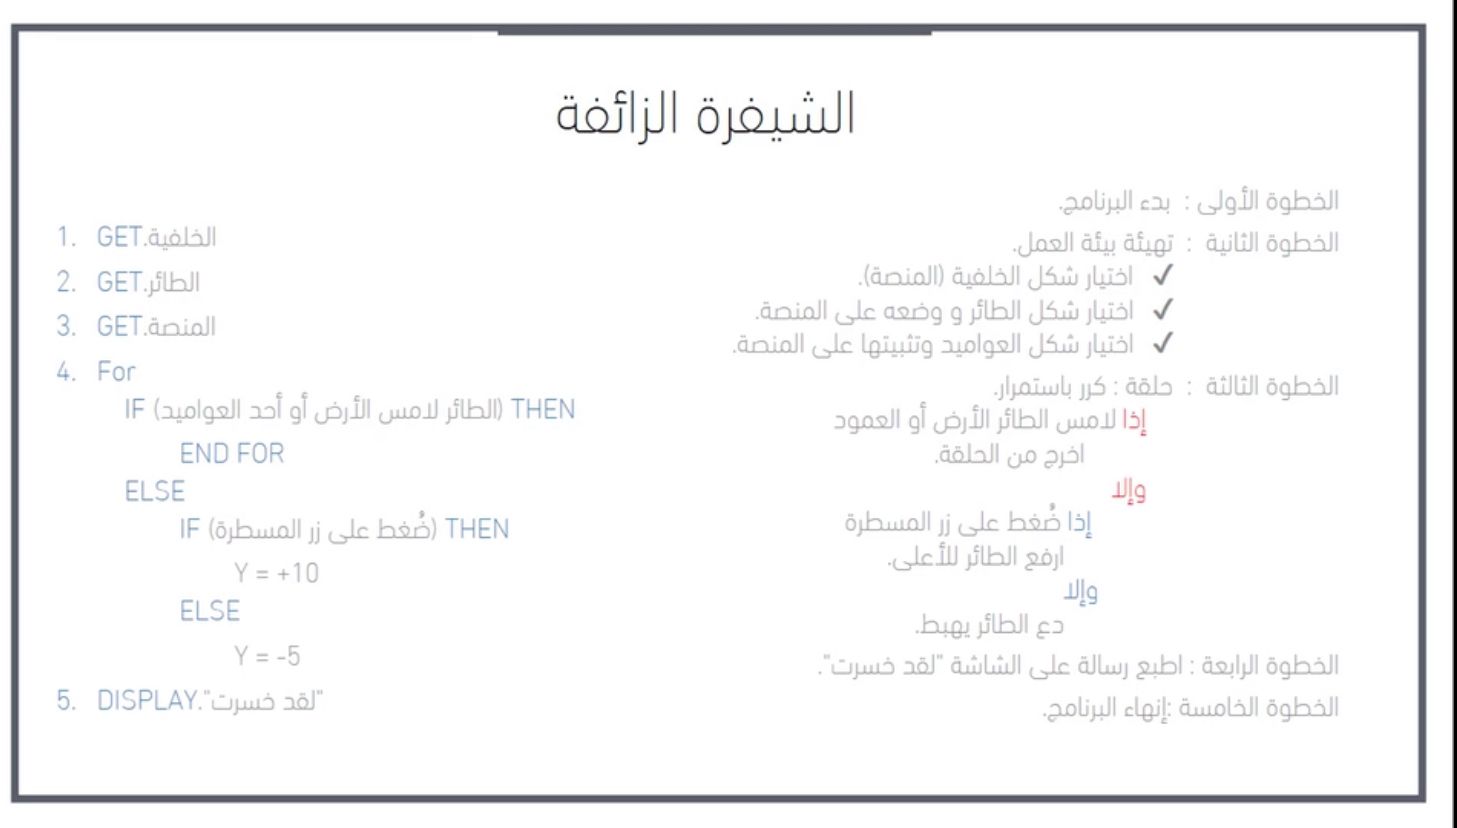 الشيفرة الزائفة
الخطوة الأولى : بدء البرنامج.
الخطوة الثانية : تهيئة بيئة العمل.
✓ اختيار شكل الخلفية (المنصة).
✓ اختيار شكل الطائر و وضعه على المنصة.
✓ اختيار شكل العواميد وتثبيتها على المنصة.
الخطوة الثالثة : حلقة : كرر باستمرار.
إذا لامس الطائر الأرض أو العمود
اخرج من الحلقة.
وإلا
إذا ضُغط على زر المسطرة
ارفع الطائر للأعلى.
وإلا
دع الطائر يهبط.
الخطوة الرابعة : اطبع رسالة على الشاشة "لقد خسرت".
الخطوة الخامسة :إنهاء البرنامج.
1. GET.الخلفية
2. GET.الطائر
3. GET.المنصة
4. For
IF (الطائر لامس الأرض أو أحد العواميد) THEN
END FOR
ELSE
IF (ضُغط على زر المسطرة) THEN
Y = +10
ELSE
Y = -5
5. DISPLAY."لقد خسرت"